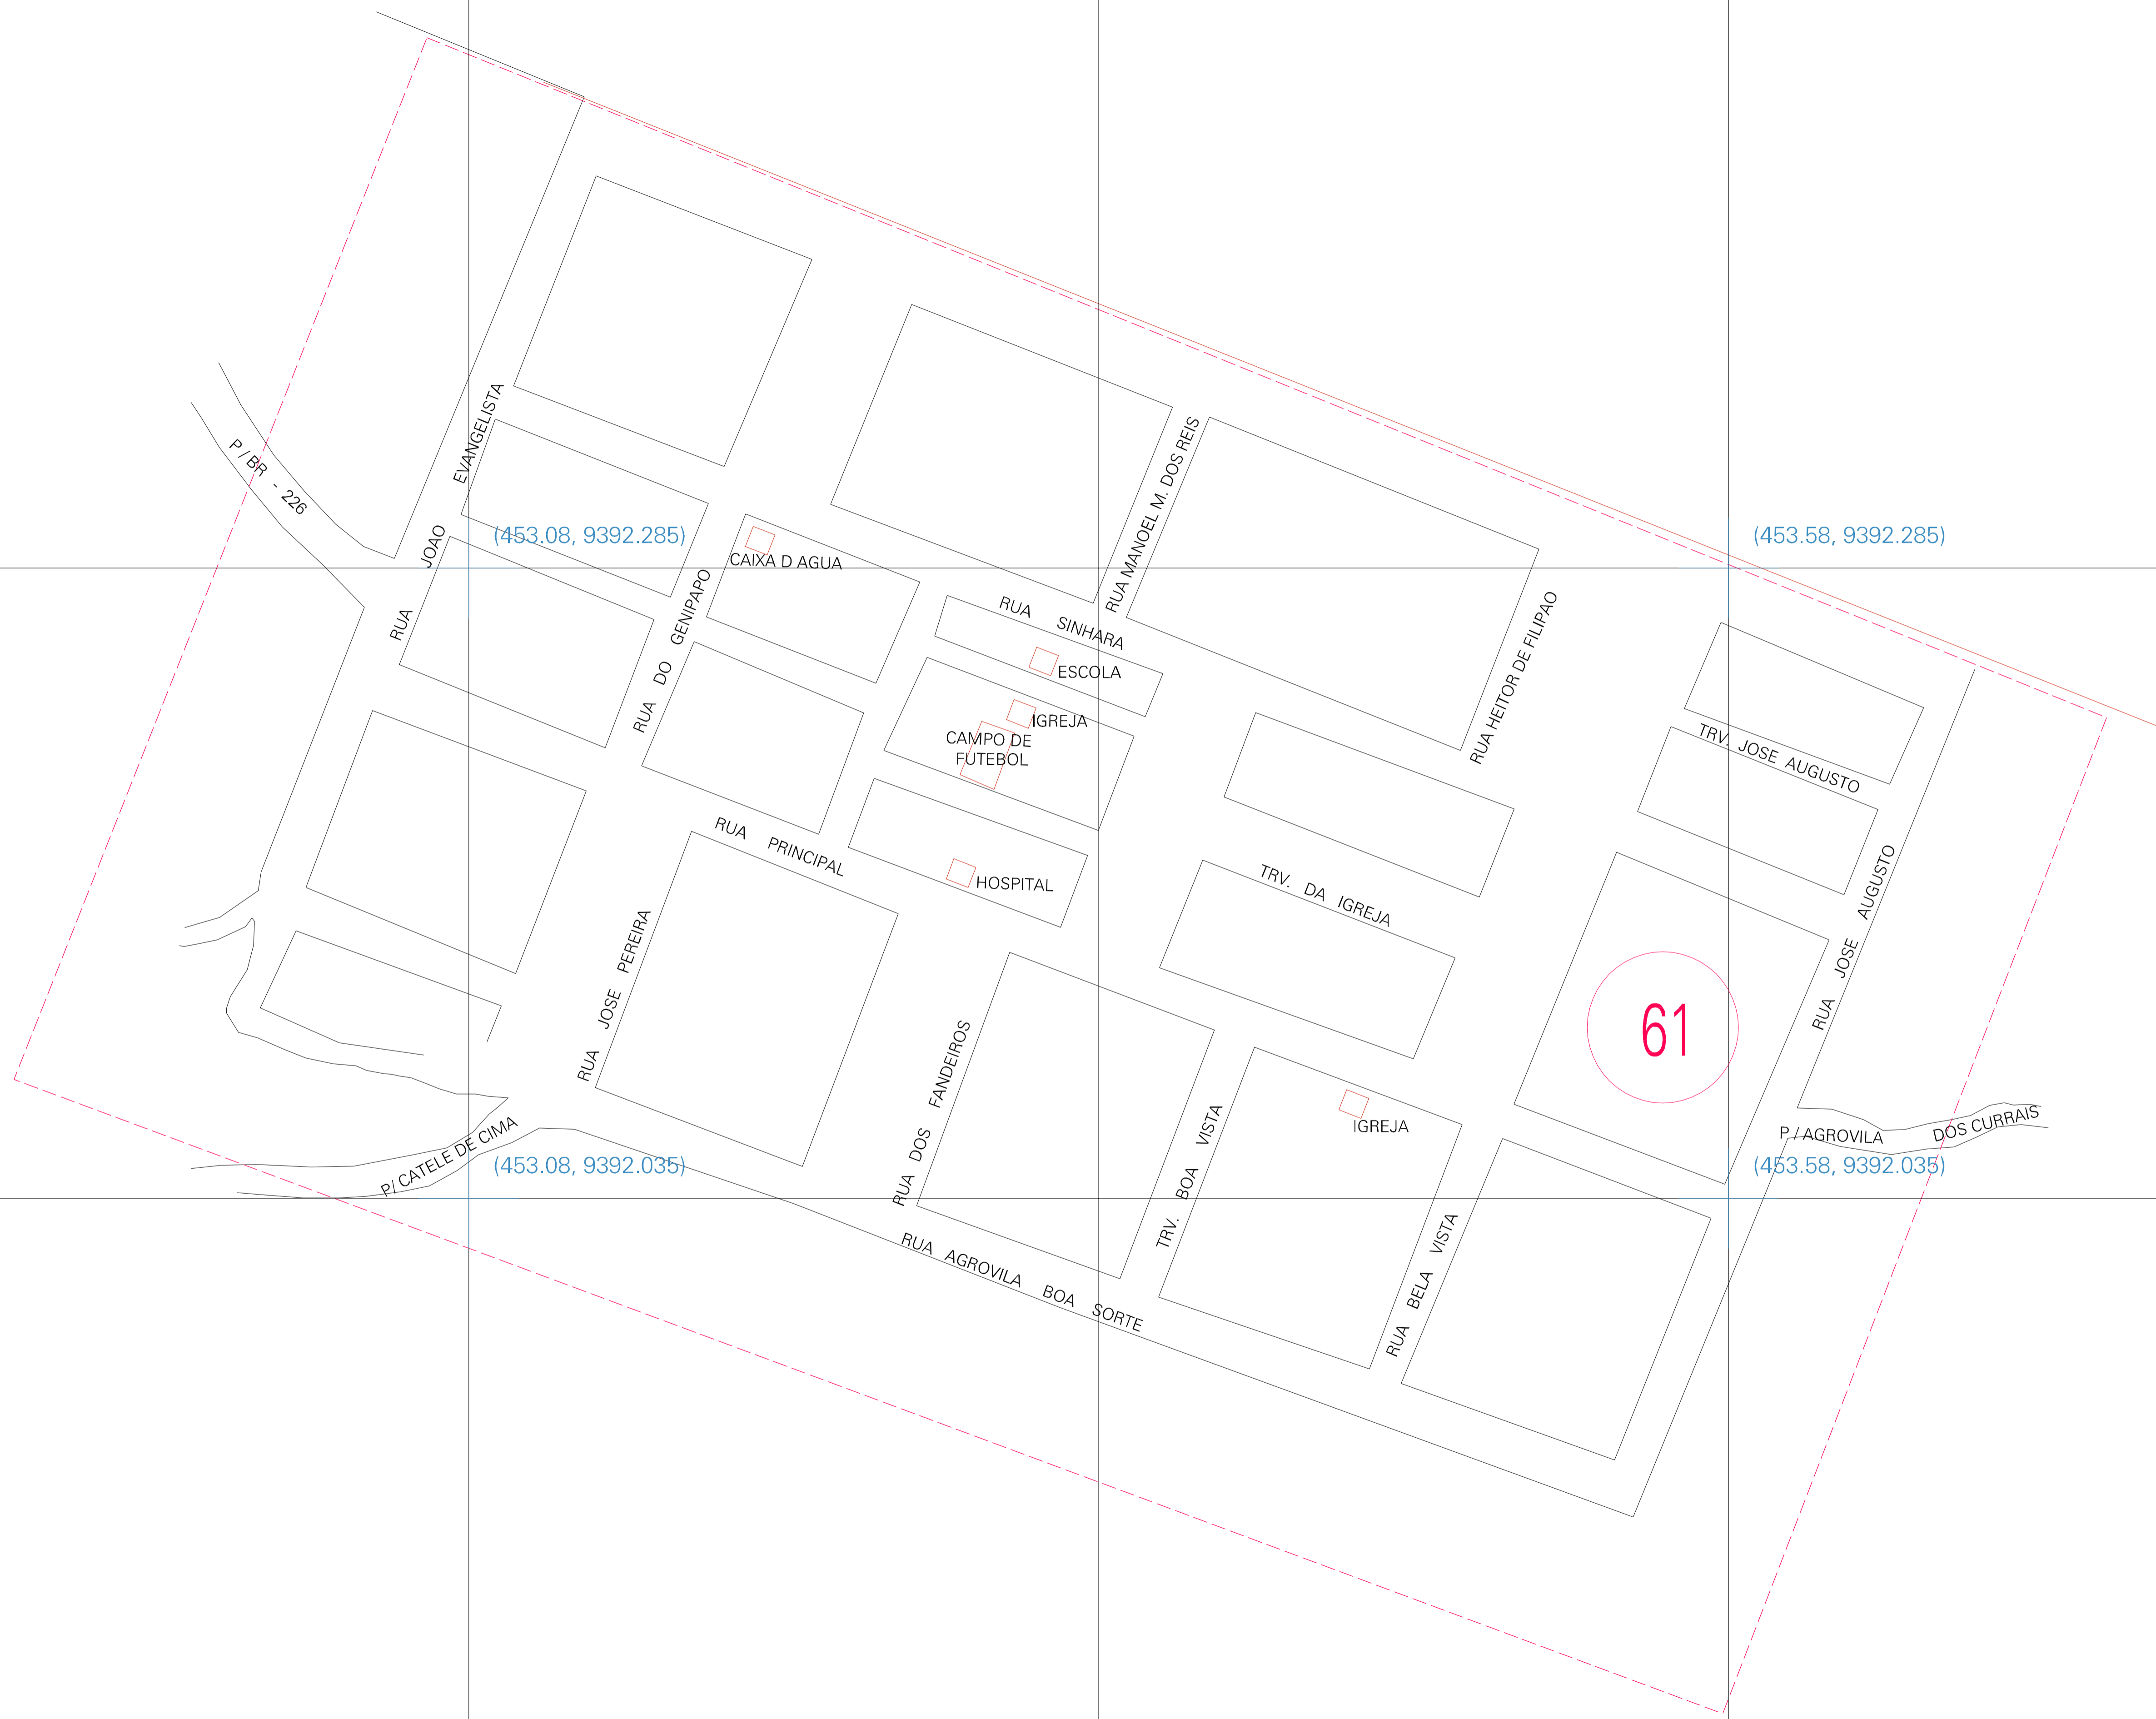 EVANGELISTA
JOAO
RUA
P / BR - 226
(453.08, 9392.285)
(453.58, 9392.285)
CAIXA D AGUA
RUA DO GENIPAPO
RUA MANOEL M. DOS REIS
RUA SINHARA
ESCOLA
IGREJA
CAMPO DE
FUTEBOL
RUA HEITOR DE FILIPAO
TRV. JOSE AUGUSTO
RUA PRINCIPAL
HOSPITAL
TRV. DA IGREJA
RUA JOSE AUGUSTO
RUA JOSE PEREIRA
61
RUA DOS FANDEIROS
TRV. BOA VISTA
IGREJA
P / AGROVILA DOS CURRAIS
P/ CATELE DE CIMA
(453.08, 9392.035)
(453.58, 9392.035)
RUA BELA VISTA
RUA AGROVILA BOA SORTE